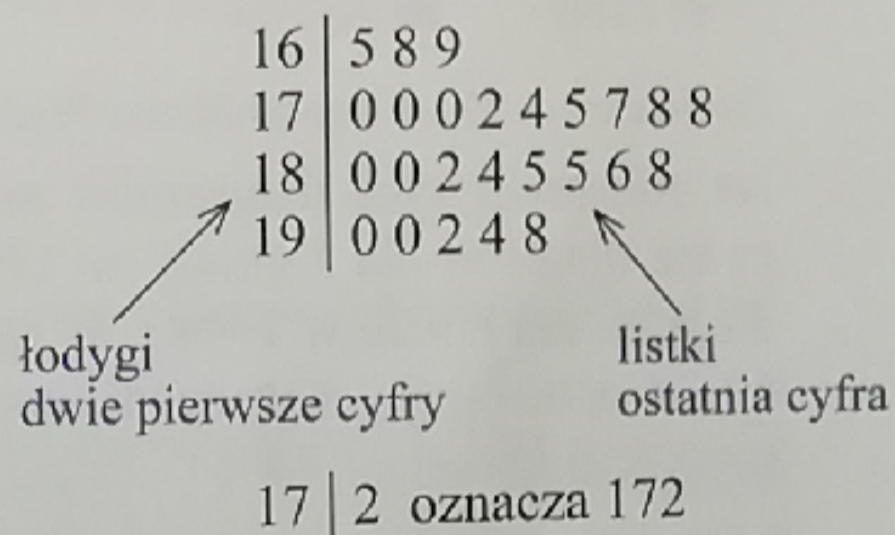 16 | 5 8 9
17 | 0 0 0 2 4 5 7 8 8
18 | 0 0 2 4 5 5 6 8
19 | 0 0 2 4 8
łodygi
dwie pierwsze cyfry
listki
ostatnia cyfra
17 | 2 oznacza 172